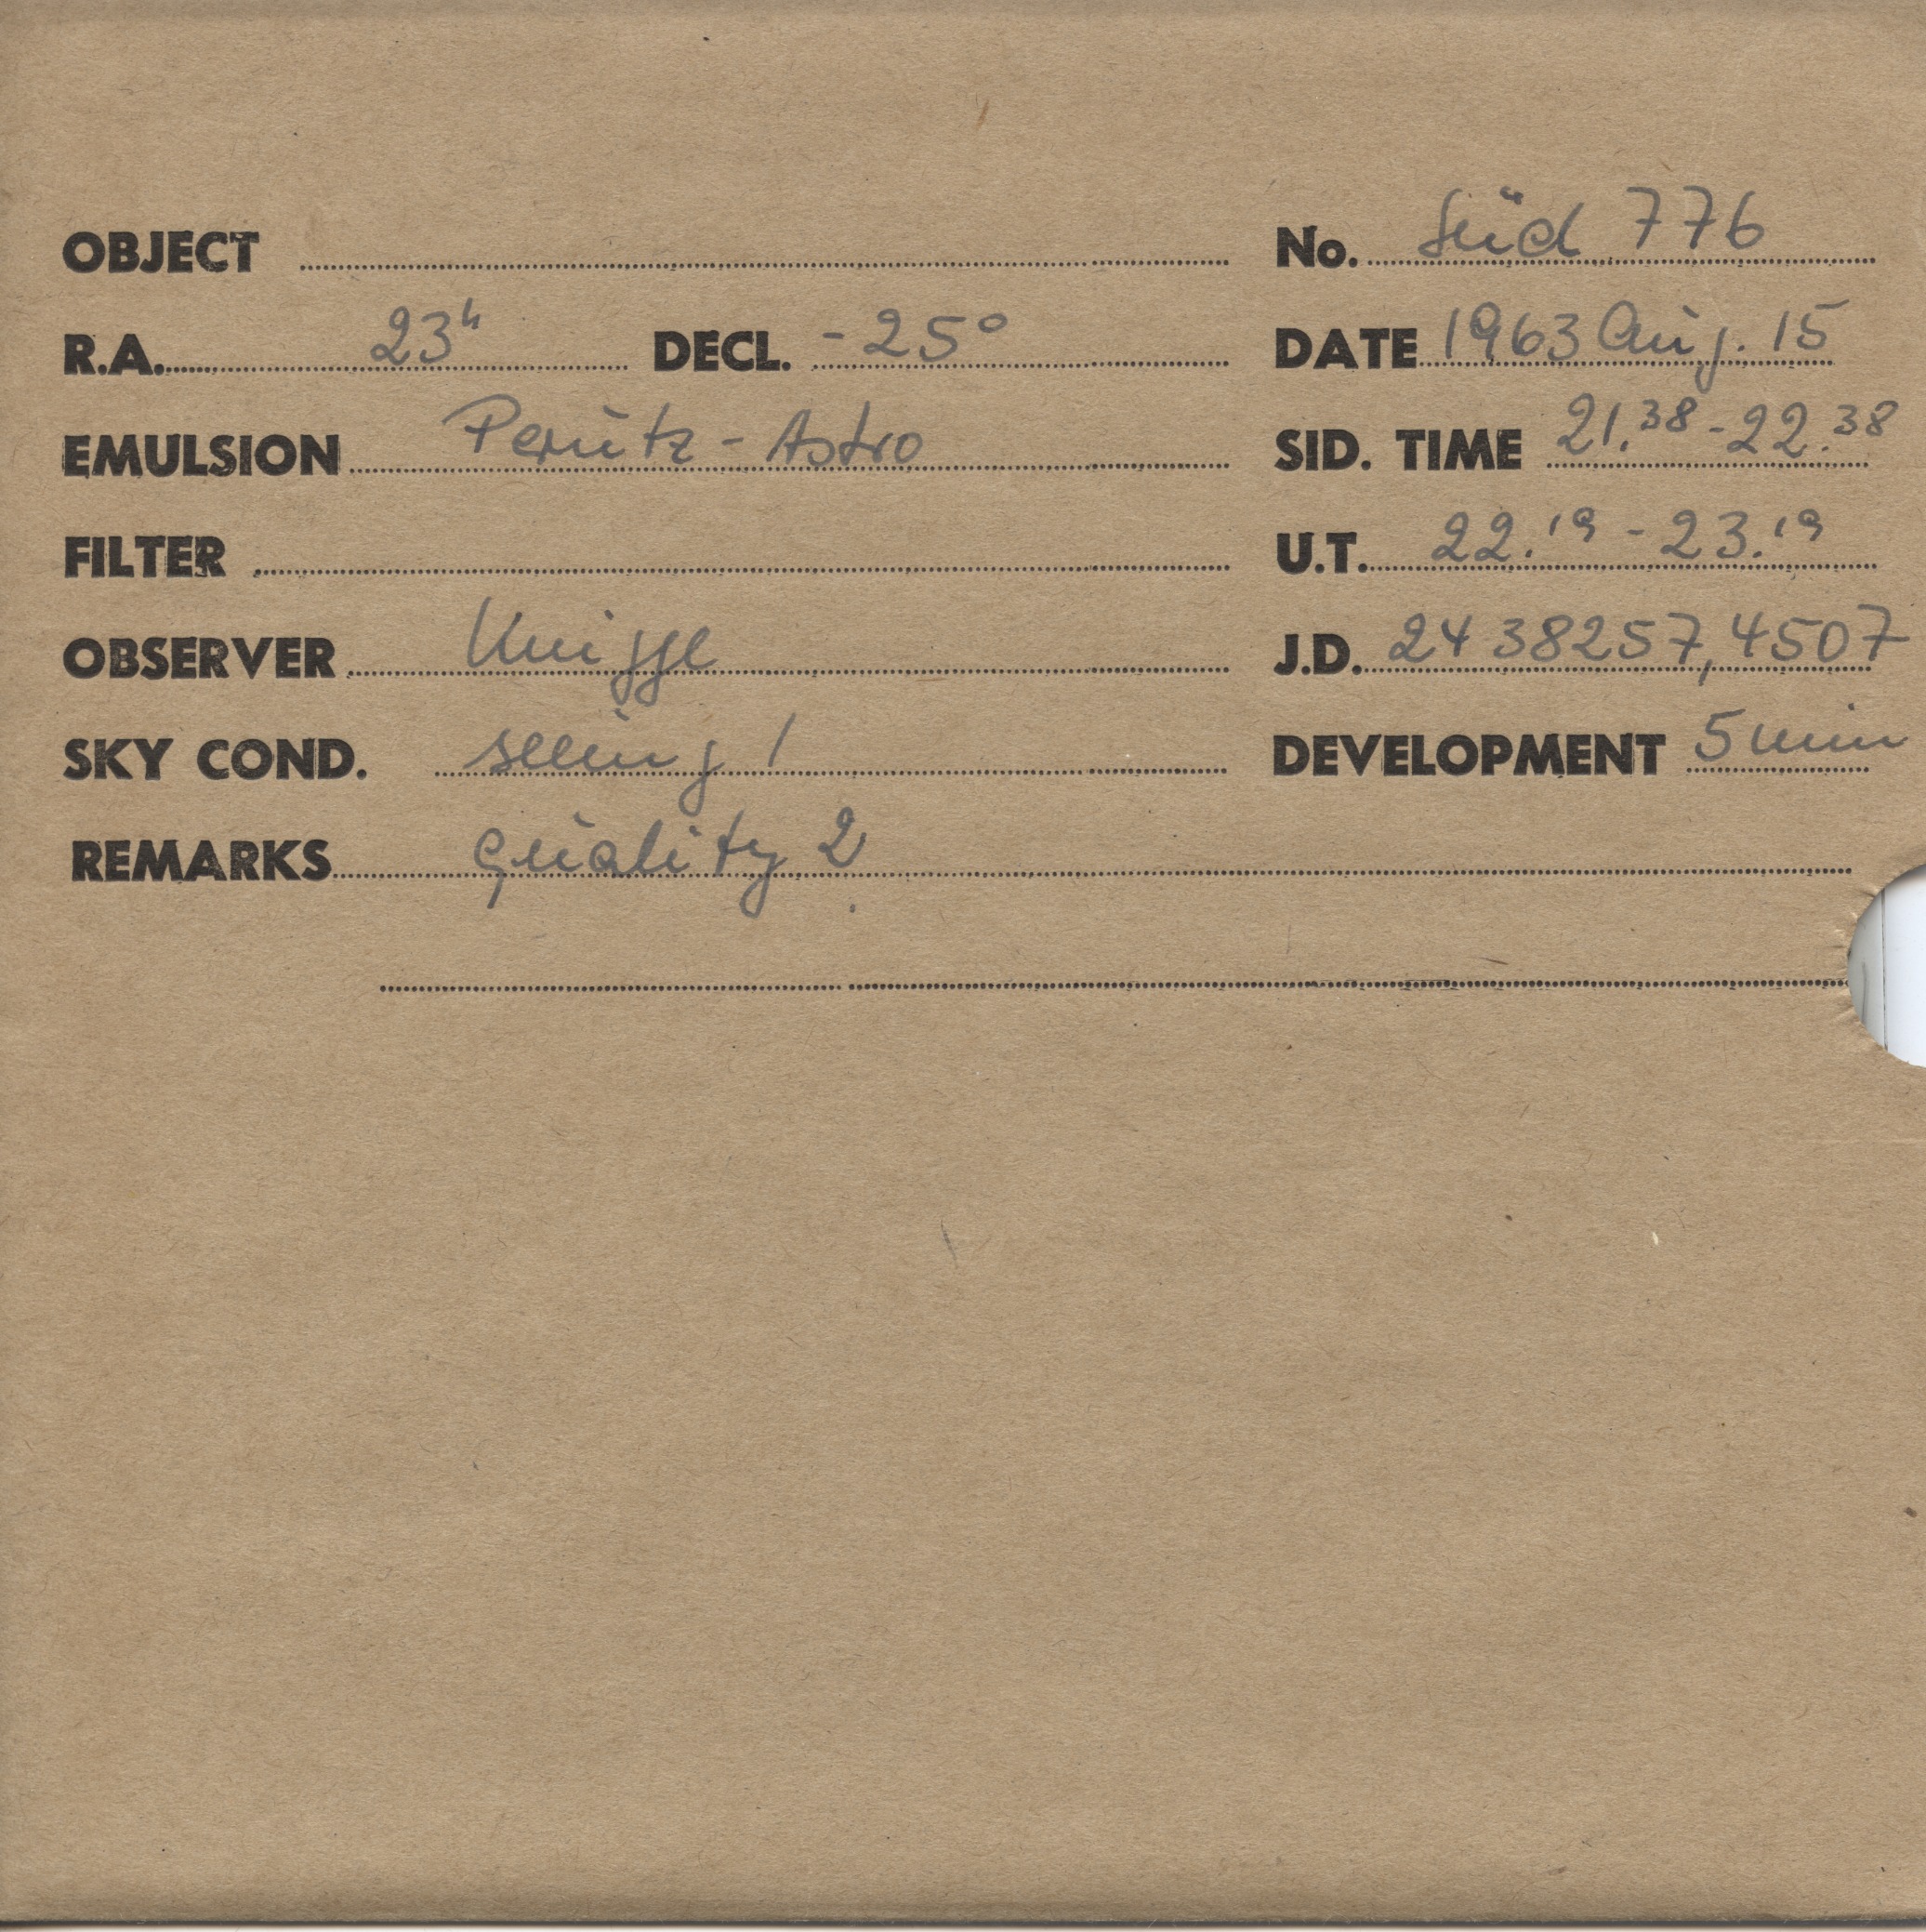 OBJECT No. Süd 776
R.A. 23h DECL. -25° DATE 1963 Aug. 15
EMULSION Perutz - Astro SID. TIME 21.38 - 22.38
FILTER U.T. 22.19 - 23.19
OBSERVER Knigge J.D. 2438257,4507
SKY COND. seeing 1 DEVELOPMENT 5 min
REMARKS quality 2